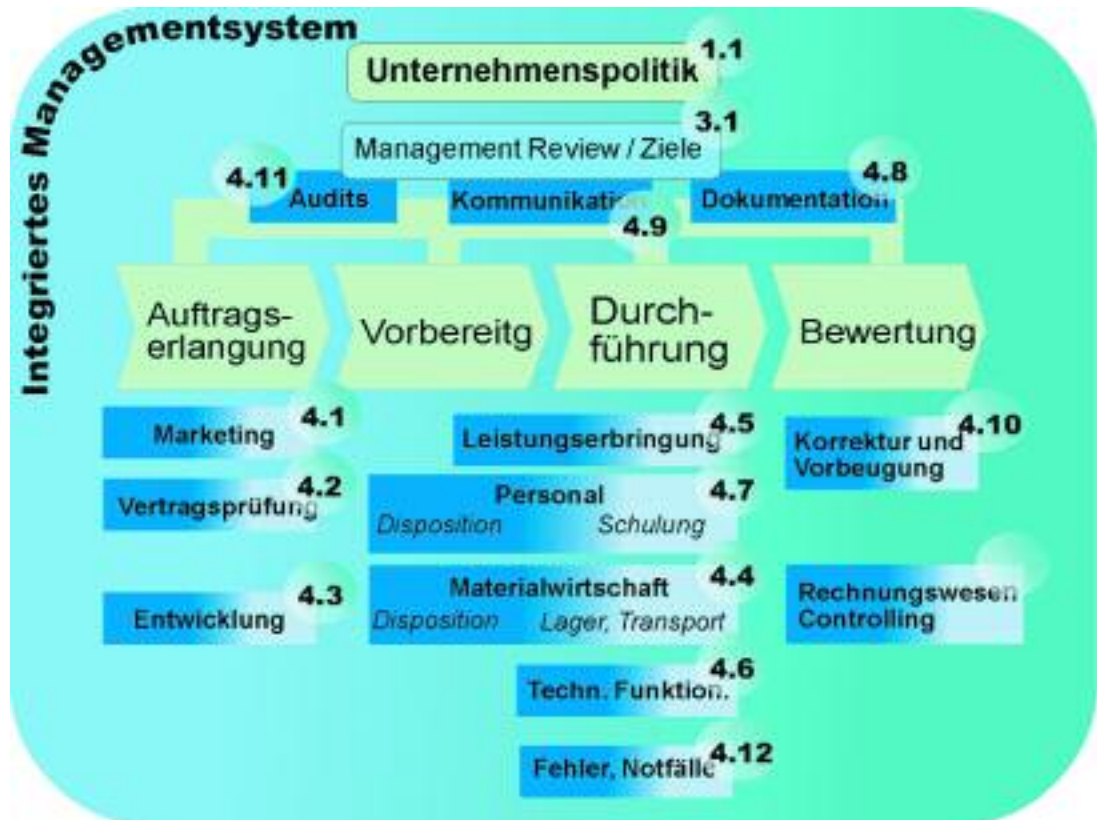 Integriertes Managementsystem
Unternehmenspolitik
1.1
Management Review / Ziele
3.1
4.11
Audits
Kommunikation
4.9
Dokumentation
4.8
Auftrags-
erlangung
Vorbereitg
Durch-
führung
Bewertung
Marketing
4.1
Vertragsprüfung
4.2
Entwicklung
4.3
Leistungserbringung
4.5
Personal
4.7
Disposition
Schulung
Materialwirtschaft
4.4
Disposition
Lager, Transport
Techn. Funktion.
4.6
Fehler, Notfälle
4.12
Korrektur und
Vorbeugung
4.10
Rechnungswesen
Controlling